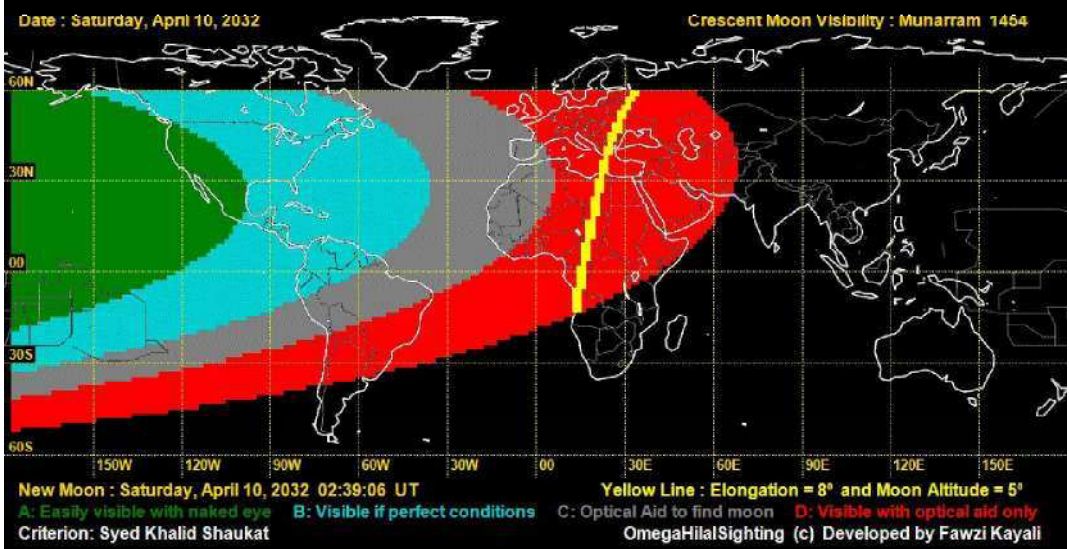 Date : Saturday, April 10, 2032
Crescent Moon Visibility : Muharram 1454
60N
30N
00
30S
60S
150W 120W 90W 60W 30W 00 30E 60E 90E 120E 150E
New Moon : Saturday, April 10, 2032 02:39:06 UT
Yellow Line : Elongation = 8° and Moon Altitude = 5°
A: Easily visible with naked eye B: Visible if perfect conditions C: Optical Aid to find moon D: Visible with optical aid only
Criterion: Syed Khalid Shaukat
OmegaHilalSighting (c) Developed by Fawzi Kayali